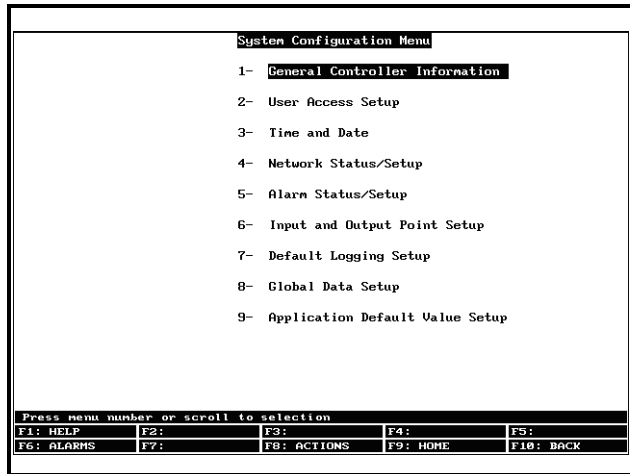 System Configuration Menu
1- General Controller Information
2- User Access Setup
3- Time and Date
4- Network Status/Setup
5- Alarm Status/Setup
6- Input and Output Point Setup
7- Default Logging Setup
8- Global Data Setup
9- Application Default Value Setup
Press menu number or scroll to selection
F1: HELP F2: F3: F4: F5:
F6: ALARMS F7: F8: ACTIONS F9: HOME F10: BACK